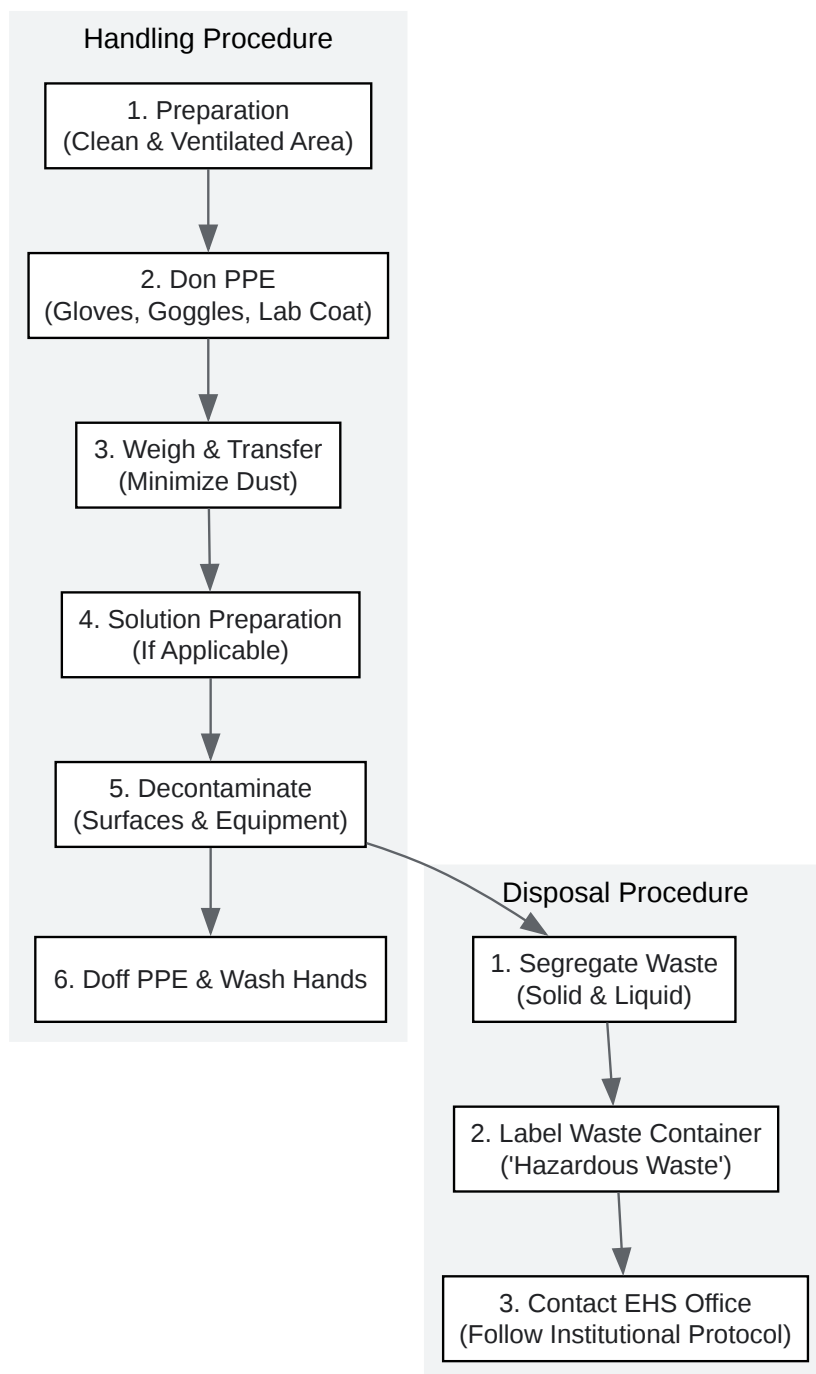 Handling Procedure
1. Preparation
(Clean & Ventilated Area)
2. Don PPE
(Gloves, Goggles, Lab Coat)
3. Weigh & Transfer
(Minimize Dust)
4. Solution Preparation
(If Applicable)
5. Decontaminate
(Surfaces & Equipment)
6. Doff PPE & Wash Hands
Disposal Procedure
1. Segregate Waste
(Solid & Liquid)
2. Label Waste Container
('Hazardous Waste')
3. Contact EHS Office
(Follow Institutional Protocol)